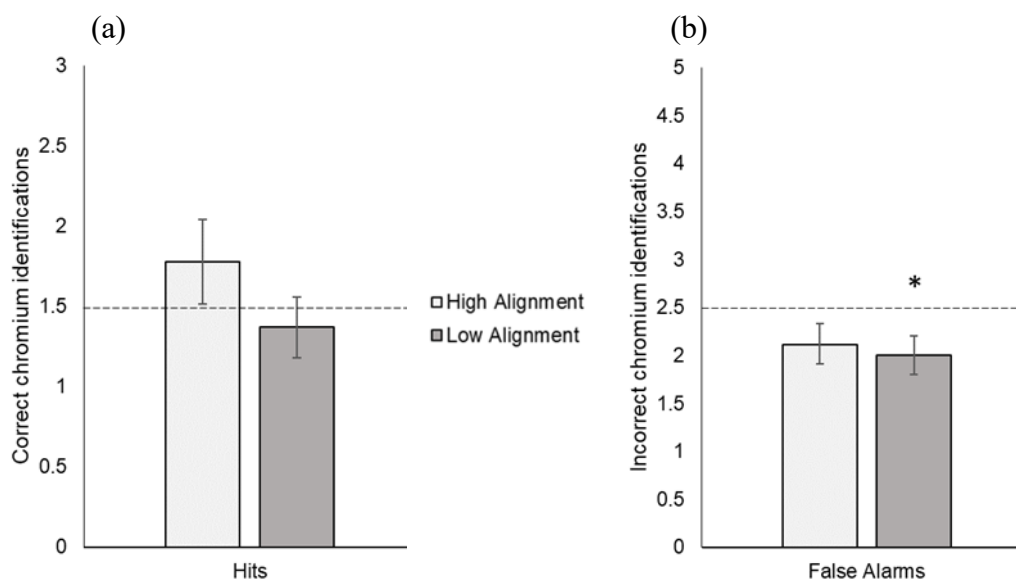 (a)
Correct chromium identifications
3
2.5
2
1.5
1
0.5
0
Hits
High Alignment
Low Alignment
(b)
Incorrect chromium identifications
5
4.5
4
3.5
3
2.5
2
1.5
1
0.5
0
*
False Alarms